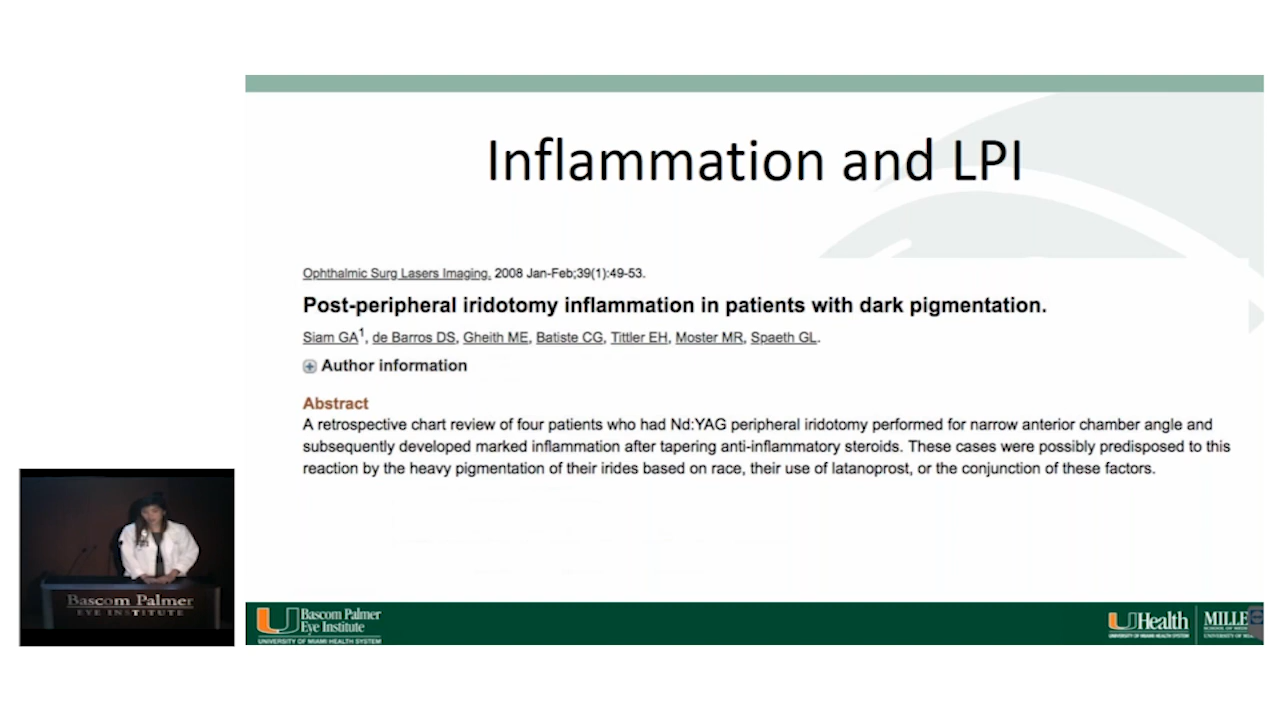 Inflammation and LPI
Ophthalmic Surg Lasers Imaging. 2008 Jan-Feb;39(1):49-53.
Post-peripheral iridotomy inflammation in patients with dark pigmentation.
Siam GA1, de Barros DS, Gheith ME, Batiste CG, Tittler EH, Moster MR, Spaeth GL.
Author information
Abstract
A retrospective chart review of four patients who had Nd:YAG peripheral iridotomy performed for narrow anterior chamber angle and
subsequently developed marked inflammation after tapering anti-inflammatory steroids. These cases were possibly predisposed to this
reaction by the heavy pigmentation of their irides based on race, their use of latanoprost, or the conjunction of these factors.
Bascom Palmer
EYE INSTITUTE
Bascom Palmer
Eye Institute
UNIVERSITY OF MIAMI HEALTH SYSTEM
UHealth
UNIVERSITY OF MIAMI HEALTH SYSTEM
MILLE